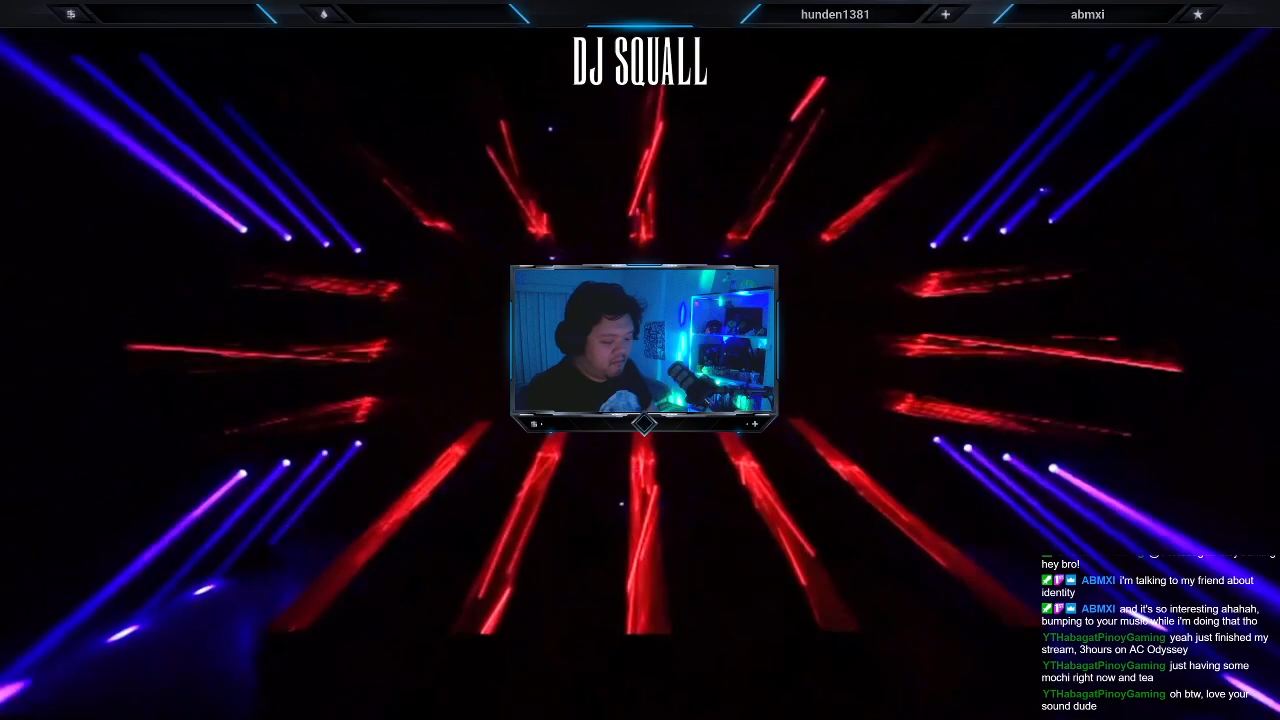 hunden1381
abmxi
DJ SQUALL
hey bro!
ABMXI i'm talking to my friend about
identity
ABMXI and it's so interesting ahahah,
bumping to your music while i'm doing that tho
YTHabagatPinoyGaming yeah just finished my
stream, 3hours on AC Odyssey
YTHabagatPinoyGaming just having some
mochi right now and tea
YTHabagatPinoyGaming oh btw, love your
sound dude